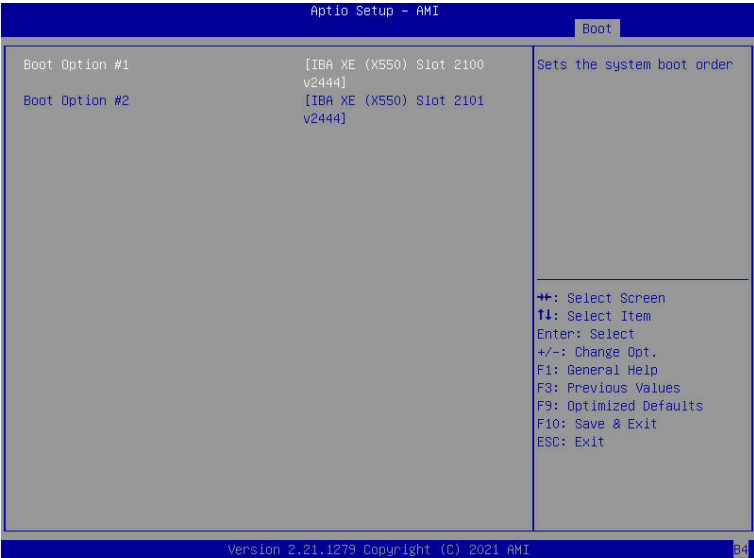 Aptio Setup – AMI
Boot
Boot Option #1 [IBA XE (X550) Slot 2100
v2444]
Boot Option #2 [IBA XE (X550) Slot 2101
v2444]
Sets the system boot order
→←: Select Screen
↑↓: Select Item
Enter: Select
+/-: Change Opt.
F1: General Help
F3: Previous Values
F9: Optimized Defaults
F10: Save & Exit
ESC: Exit
Version 2.21.1279 Copyright (C) 2021 AMI
B4